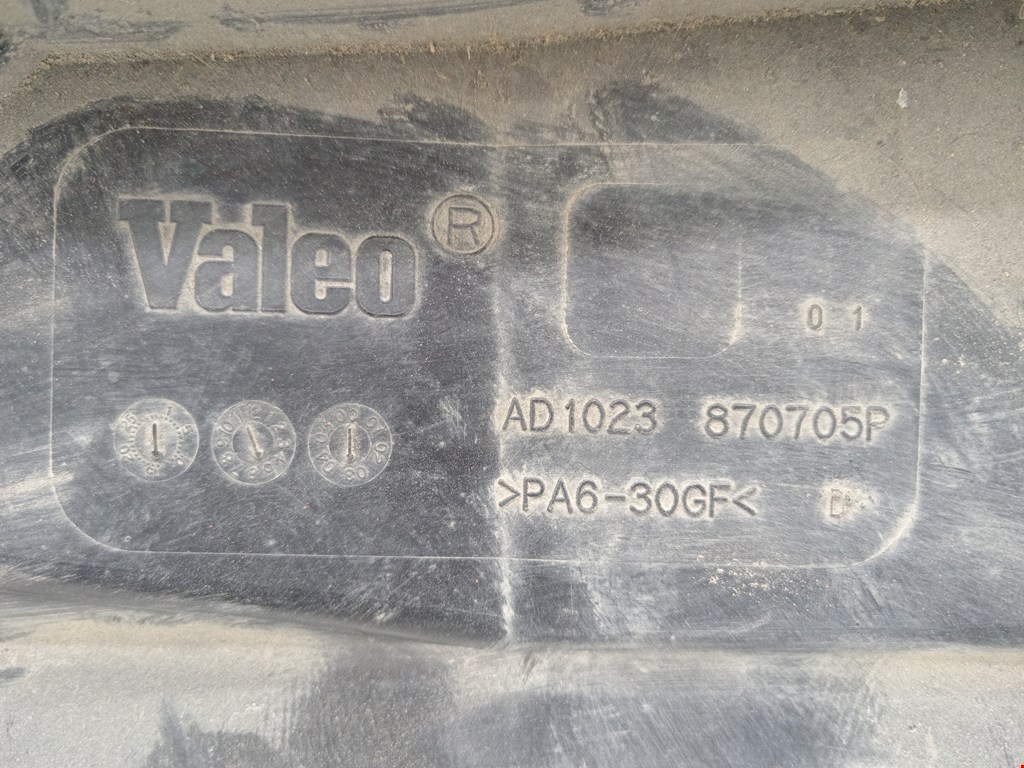 Valeo®
0 1
AD1023 870705P
>PA6-30GF<